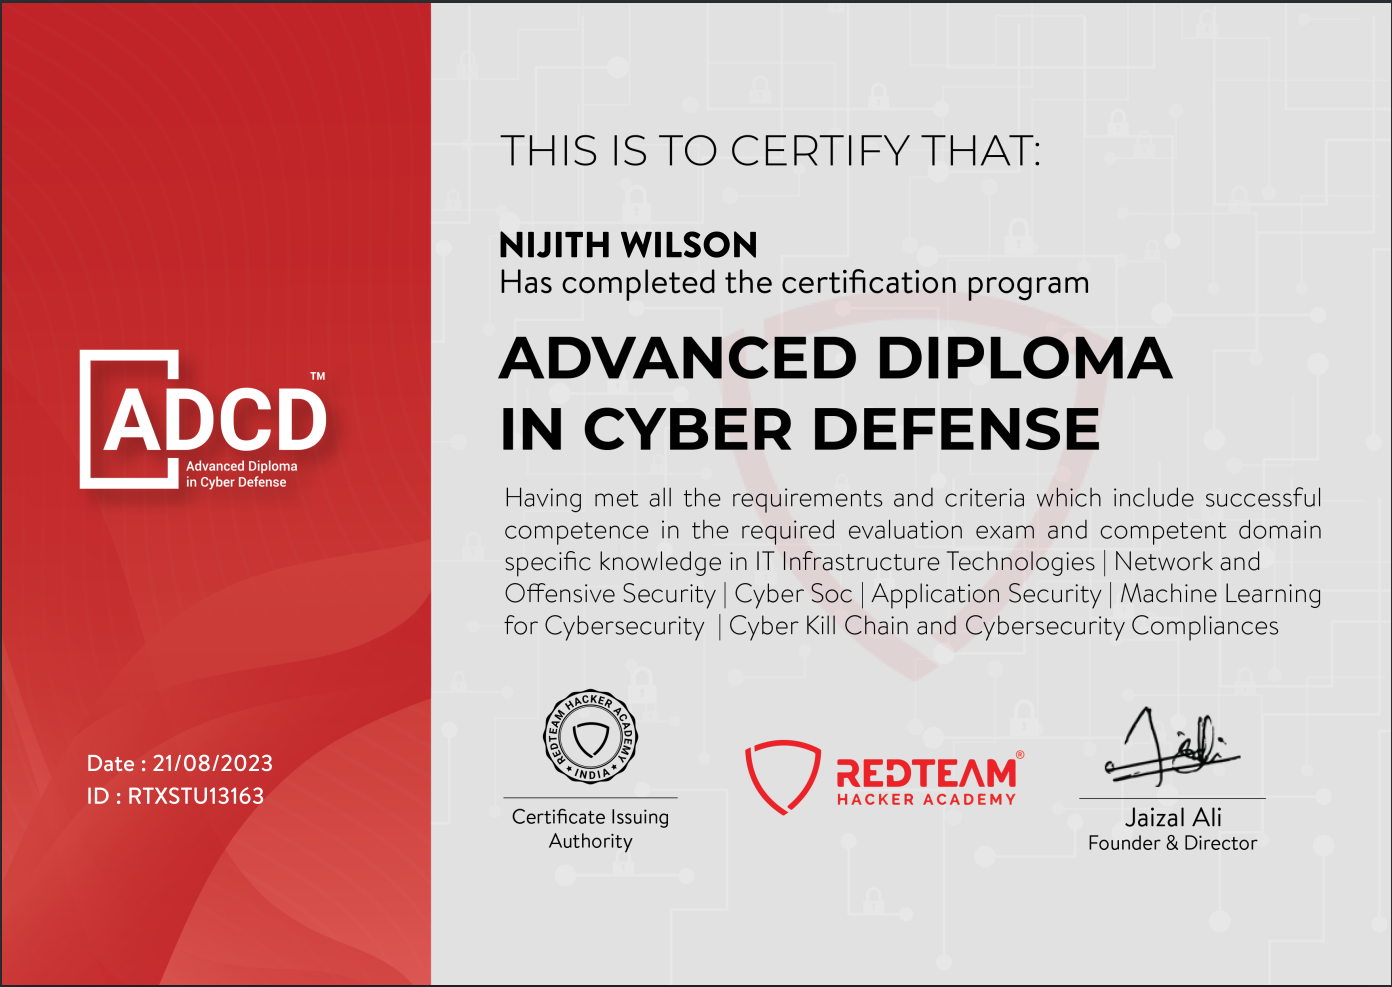 THIS IS TO CERTIFY THAT:
NIJITH WILSON
Has completed the certification program
ADVANCED DIPLOMA
IN CYBER DEFENSE
Having met all the requirements and criteria which include successful
competence in the required evaluation exam and competent domain
specific knowledge in IT Infrastructure Technologies | Network and
Offensive Security | Cyber Soc | Application Security | Machine Learning
for Cybersecurity | Cyber Kill Chain and Cybersecurity Compliances
ADCD™
Advanced Diploma
in Cyber Defense
Date : 21/08/2023
ID : RTXSTU13163
REDTEAM HACKER ACADEMY
★ INDIA ★
Certificate Issuing
Authority
REDTEAM®
HACKER ACADEMY
Jaizal Ali
Founder & Director